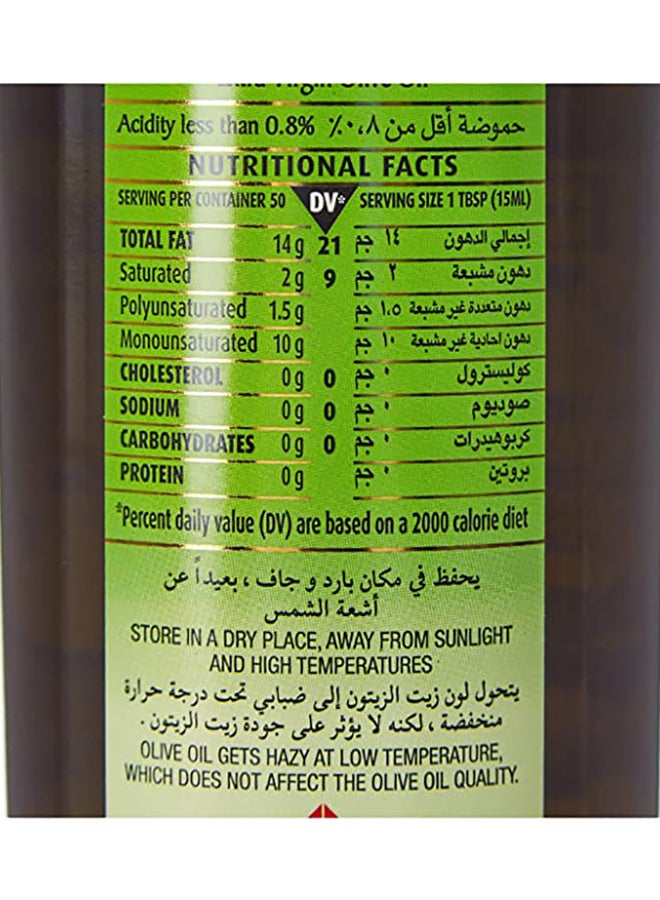 Extra Virgin Olive Oil
Acidity less than 0.8% حموضة أقل من ٠،٨٪
NUTRITIONAL FACTS
SERVING PER CONTAINER 50 DV* SERVING SIZE 1 TBSP (15ML)
TOTAL FAT 14g 21 إجمالي الدهون ١٤ جم
Saturated 2g 9 دهون مشبعة ٢ جم
Polyunsaturated 1.5g دهون متعددة غير مشبعة ١،٥ جم
Monounsaturated 10g دهون احادية غير مشبعة ١٠ جم
CHOLESTEROL 0g 0 كوليسترول ٠ جم
SODIUM 0g 0 صوديوم ٠ جم
CARBOHYDRATES 0g 0 كربوهيدرات ٠ جم
PROTEIN 0g بروتين ٠ جم
*Percent daily value (DV) are based on a 2000 calorie diet
يحفظ في مكان بارد و جاف ، بعيداً عن
أشعة الشمس
STORE IN A DRY PLACE, AWAY FROM SUNLIGHT
AND HIGH TEMPERATURES
يتحول لون زيت الزيتون إلى ضبابي تحت درجة حرارة
منخفضة ، لكنه لا يؤثر على جودة زيت الزيتون .
OLIVE OIL GETS HAZY AT LOW TEMPERATURE,
WHICH DOES NOT AFFECT THE OLIVE OIL QUALITY.